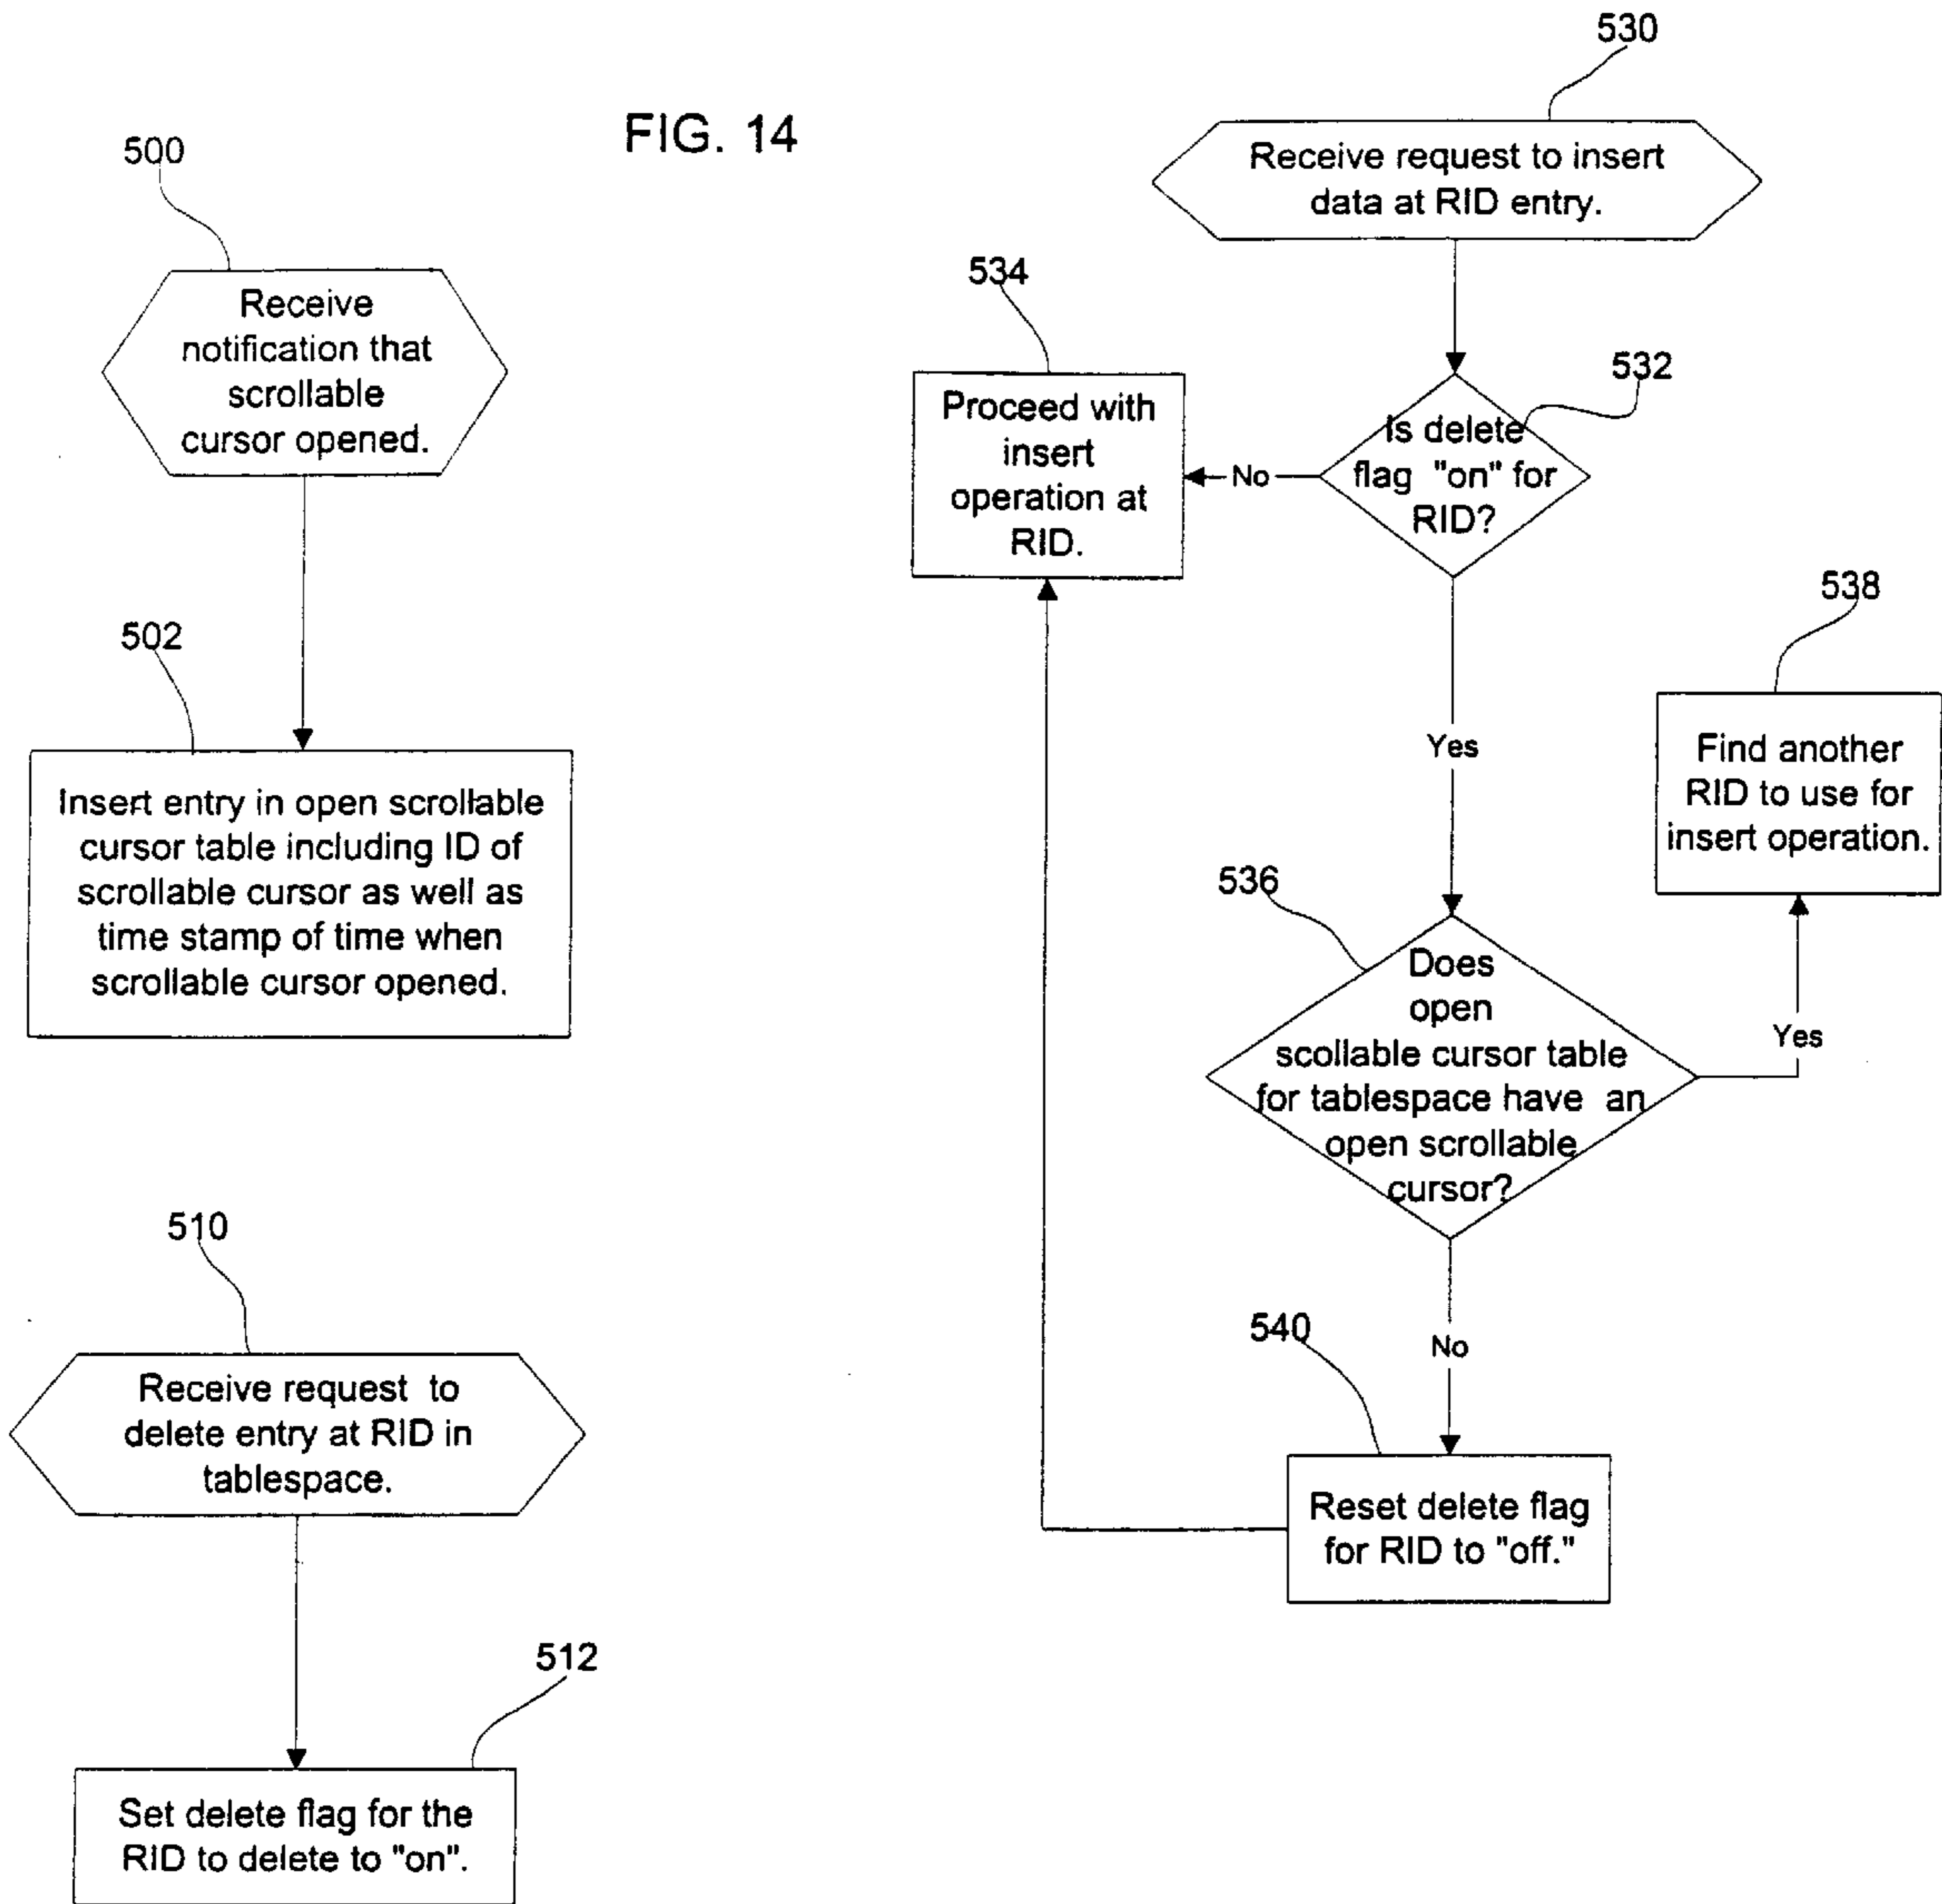 FIG. 14
500
Receive
notification that
scrollable
cursor opened.
502
Insert entry in open scrollable
cursor table including ID of
scrollable cursor as well as
time stamp of time when
scrollable cursor opened.
510
Receive request to
delete entry at RID in
tablespace.
512
Set delete flag for the
RID to delete to "on".
530
Receive request to insert
data at RID entry.
532
Is delete
flag "on" for
RID?
No
534
Proceed with
insert
operation at
RID.
Yes
536
Does
open
scollable cursor table
for tablespace have an
open scrollable
cursor?
Yes
538
Find another
RID to use for
insert operation.
No
540
Reset delete flag
for RID to "off."